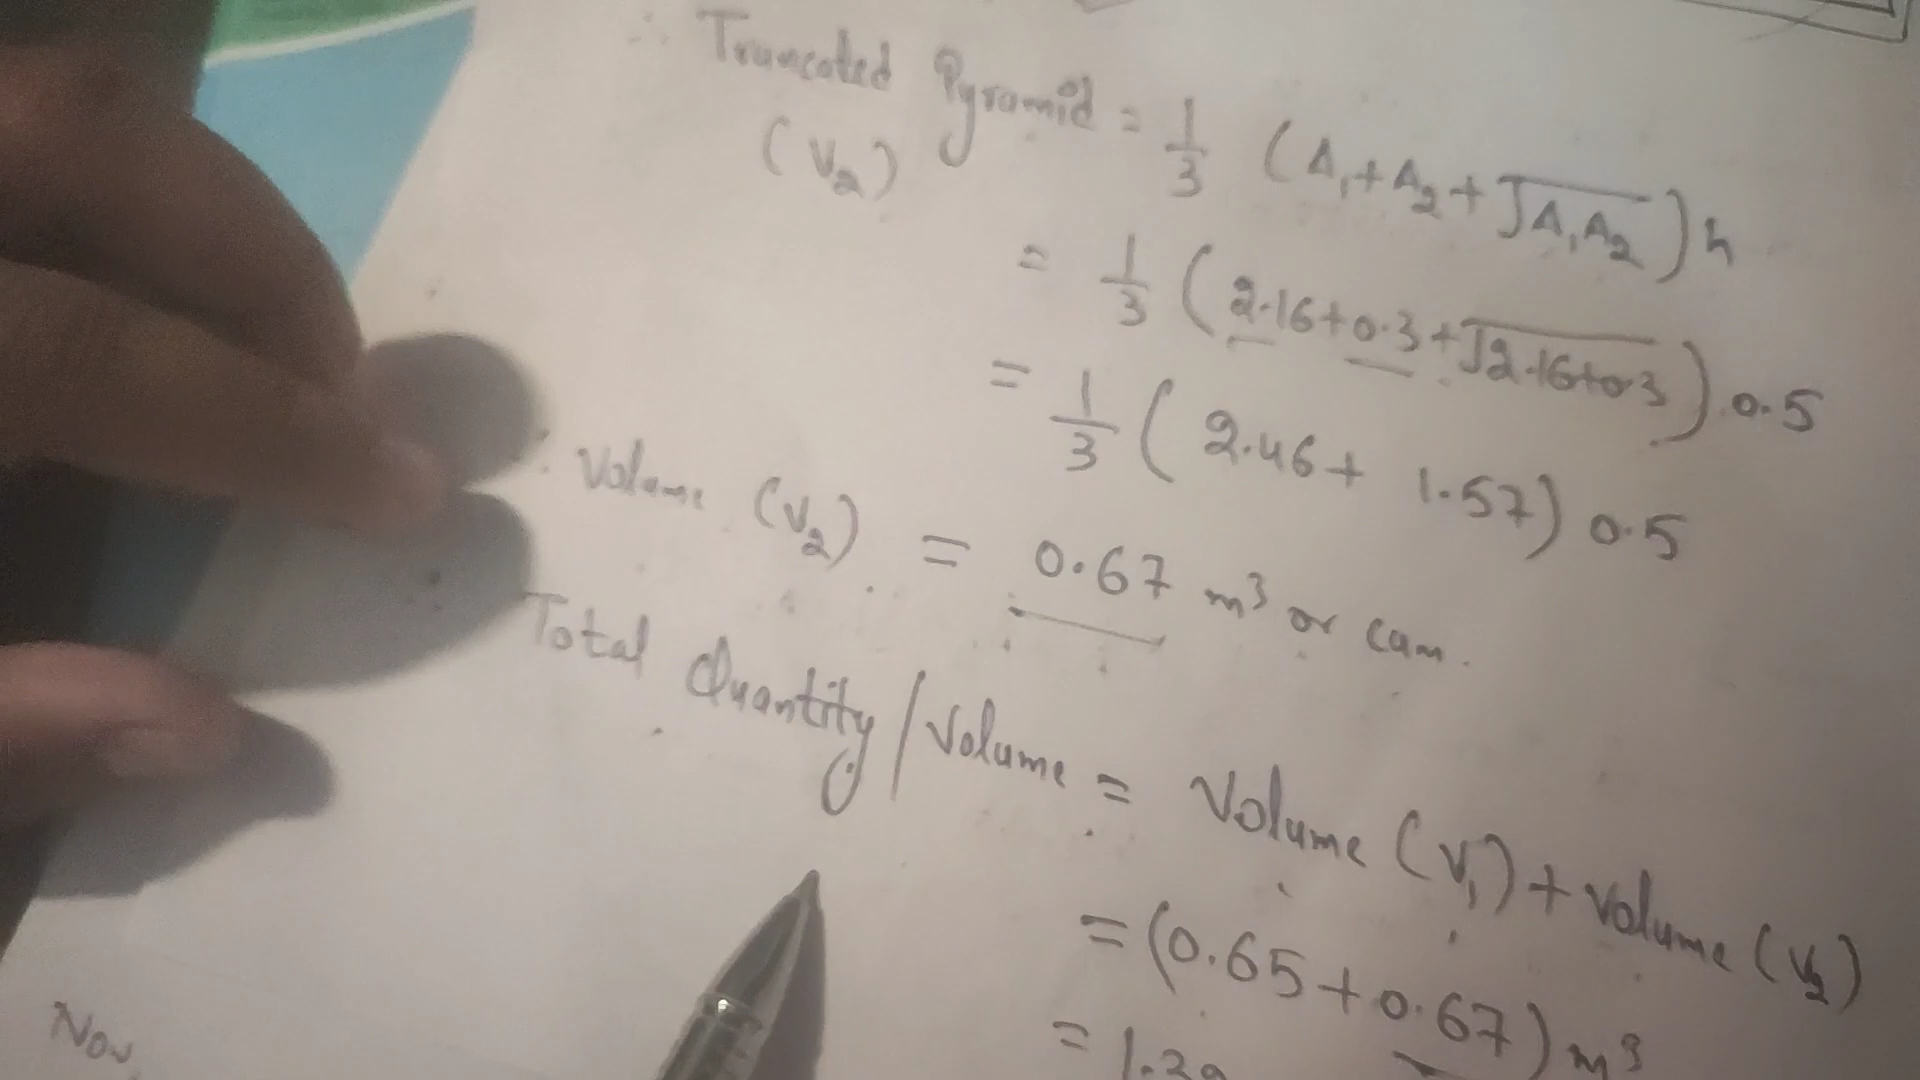 ∴ Truncated Pyramid = 1/3 (A₁+A₂+√A₁A₂)h
(V₂)
= 1/3 (2.16+0.3+√2.16+0.3) 0.5
= 1/3 (2.46+ 1.57) 0.5
∴ Volume (V₂) = 0.67 m³ or cum.
Total Quantity/Volume = Volume (V₁)+Volume (V₂)
= (0.65+0.67) m³
Now,